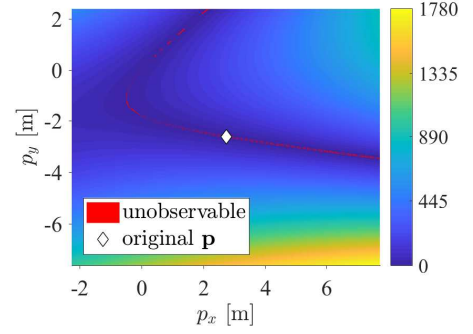 2
0
-2
-4
-6
p_y [m]
unobservable
original p
-2 0 2 4 6
p_x [m]
1780
1335
890
445
0